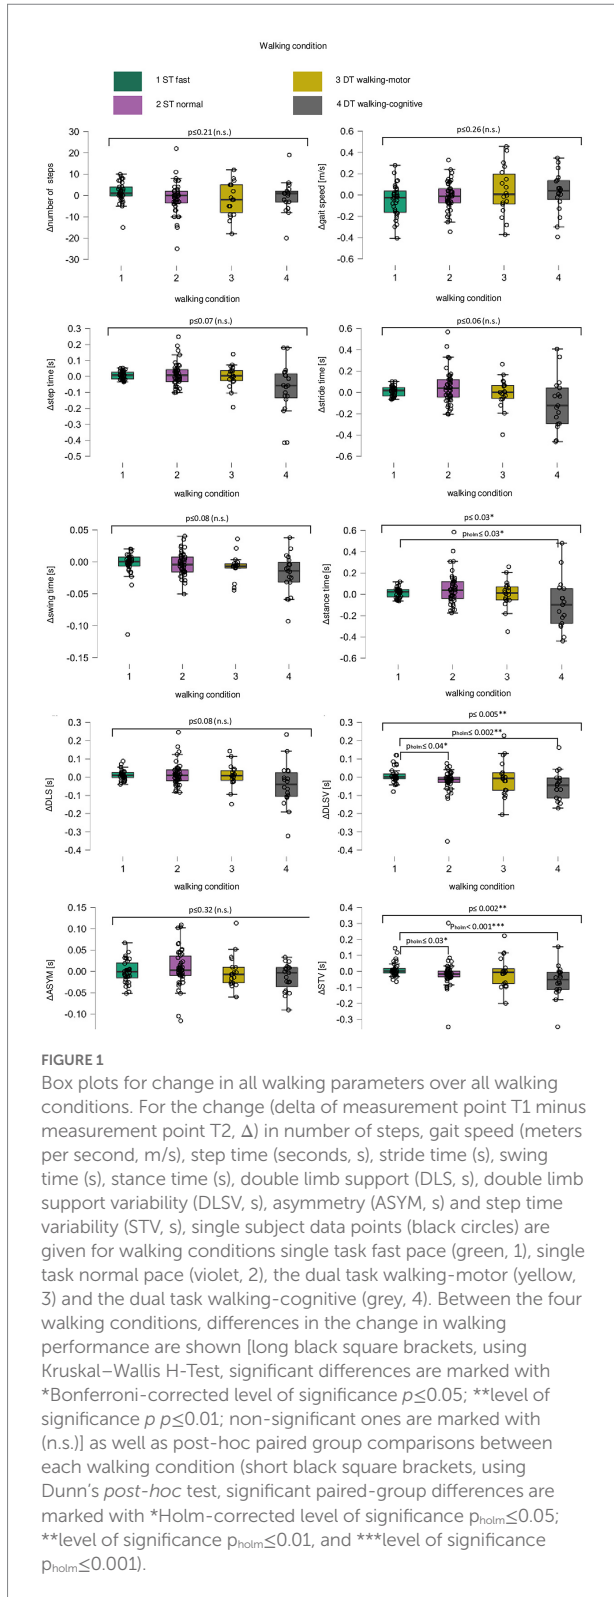 Walking condition
1 ST fast
3 DT walking-motor
2 ST normal
4 DT walking-cognitive
p≤0.21 (n.s.)
30
20
10
0
-10
-20
-30
Δnumber of steps
1 2 3 4
walking condition
p≤0.26 (n.s.)
0.6
0.4
0.2
0.0
-0.2
-0.4
-0.6
Δgait speed [m/s]
1 2 3 4
walking condition
p≤0.07 (n.s.)
0.3
0.2
0.1
0.0
-0.1
-0.2
-0.3
-0.4
-0.5
Δstep time [s]
1 2 3 4
walking condition
p≤0.06 (n.s.)
0.6
0.4
0.2
0.0
-0.2
-0.4
-0.6
Δstride time [s]
1 2 3 4
walking condition
p≤0.08 (n.s.)
0.05
0.00
-0.05
-0.10
-0.15
Δswing time [s]
1 2 3 4
walking condition
p≤ 0.03*
pholm≤ 0.03*
0.6
0.4
0.2
0.0
-0.2
-0.4
-0.6
Δstance time [s]
1 2 3 4
walking condition
p≤0.08 (n.s.)
0.3
0.2
0.1
0.0
-0.1
-0.2
-0.3
-0.4
ΔDLS [s]
1 2 3 4
walking condition
p≤ 0.005**
pholm≤ 0.002**
pholm≤ 0.04*
0.3
0.2
0.1
0.0
-0.1
-0.2
-0.3
-0.4
ΔDLSV [s]
1 2 3 4
walking condition
p≤0.32 (n.s.)
0.15
0.10
0.05
0.00
-0.05
-0.10
ΔASYM [s]
p≤ 0.002**
Pholm< 0.001***
pholm≤ 0.03*
0.4
0.3
0.2
0.1
0.0
-0.1
-0.2
-0.3
ΔSTV [s]
FIGURE 1
Box plots for change in all walking parameters over all walking
conditions. For the change (delta of measurement point T1 minus
measurement point T2, Δ) in number of steps, gait speed (meters
per second, m/s), step time (seconds, s), stride time (s), swing
time (s), stance time (s), double limb support (DLS, s), double limb
support variability (DLSV, s), asymmetry (ASYM, s) and step time
variability (STV, s), single subject data points (black circles) are
given for walking conditions single task fast pace (green, 1), single
task normal pace (violet, 2), the dual task walking-motor (yellow,
3) and the dual task walking-cognitive (grey, 4). Between the four
walking conditions, differences in the change in walking
performance are shown [long black square brackets, using
Kruskal–Wallis H-Test, significant differences are marked with
*Bonferroni-corrected level of significance p≤0.05; **level of
significance p p≤0.01; non-significant ones are marked with
(n.s.)] as well as post-hoc paired group comparisons between
each walking condition (short black square brackets, using
Dunn's post-hoc test, significant paired-group differences are
marked with *Holm-corrected level of significance pholm≤0.05;
**level of significance pholm≤0.01, and ***level of significance
pholm≤0.001).